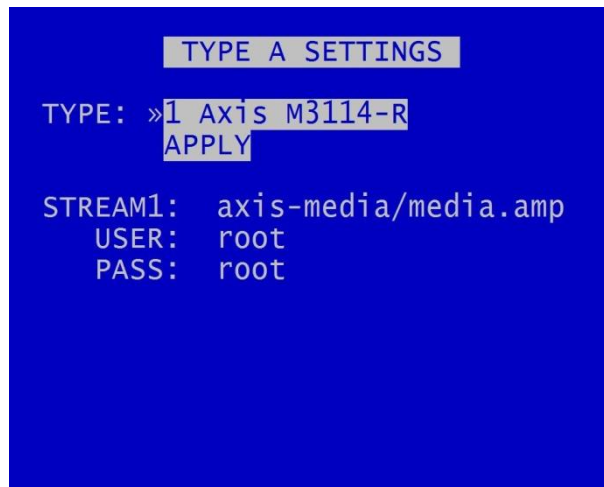 TYPE A SETTINGS
TYPE: »1 Axis M3114-R
APPLY
STREAM1: axis-media/media.amp
USER: root
PASS: root